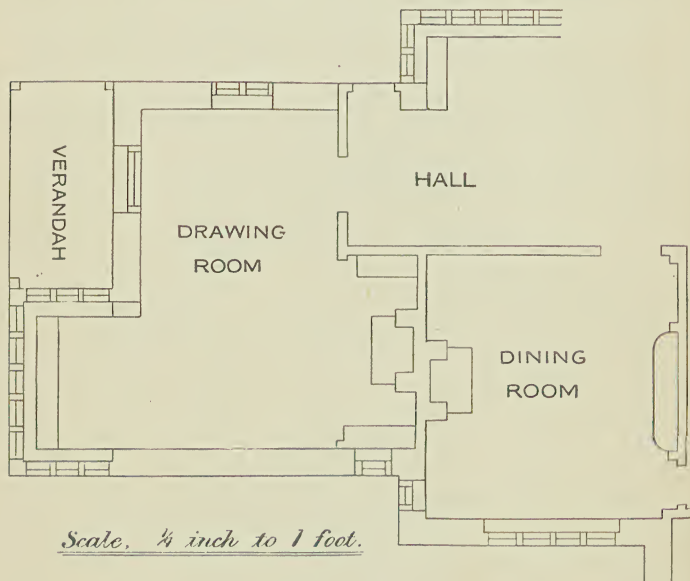 HALL
VERANDAH
DRAWING
ROOM
DINING
ROOM
Scale, ¼ inch to 1 foot.